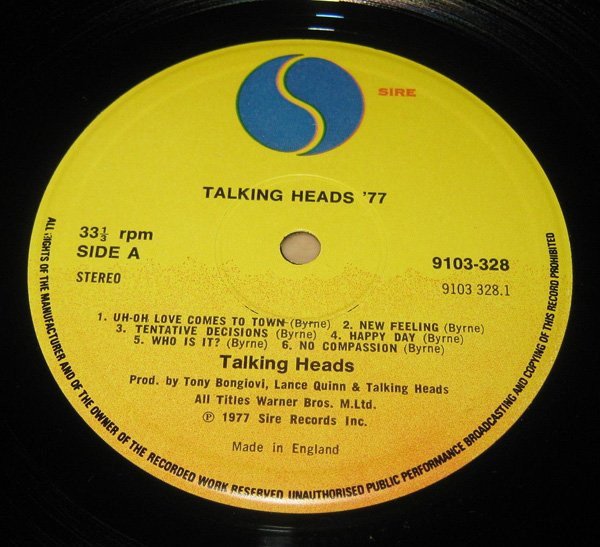 SIRE
TALKING HEADS '77
33⅓ rpm
SIDE A
STEREO
9103-328
9103 328.1
1. UH-OH LOVE COMES TO TOWN (Byrne) 2. NEW FEELING (Byrne)
3. TENTATIVE DECISIONS (Byrne) 4. HAPPY DAY (Byrne)
5. WHO IS IT? (Byrne) 6. NO COMPASSION (Byrne)
Talking Heads
Prod. by Tony Bongiovi, Lance Quinn & Talking Heads
All Titles Warner Bros. M.Ltd.
Ⓟ 1977 Sire Records Inc.
Made in England
ALL RIGHTS OF THE MANUFACTURER AND OF THE OWNER OF THE RECORDED WORK RESERVED UNAUTHORISED PUBLIC PERFORMANCE BROADCASTING AND COPYING OF THIS RECORD PROHIBITED